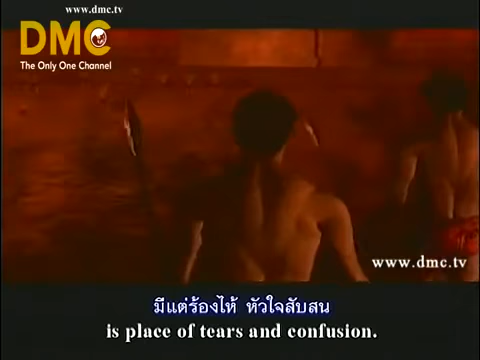 www.dmc.tv
DMC
The Only One Channel
www.dmc.tv
มีแต่ร้องไห้ หัวใจสับสน
is place of tears and confusion.